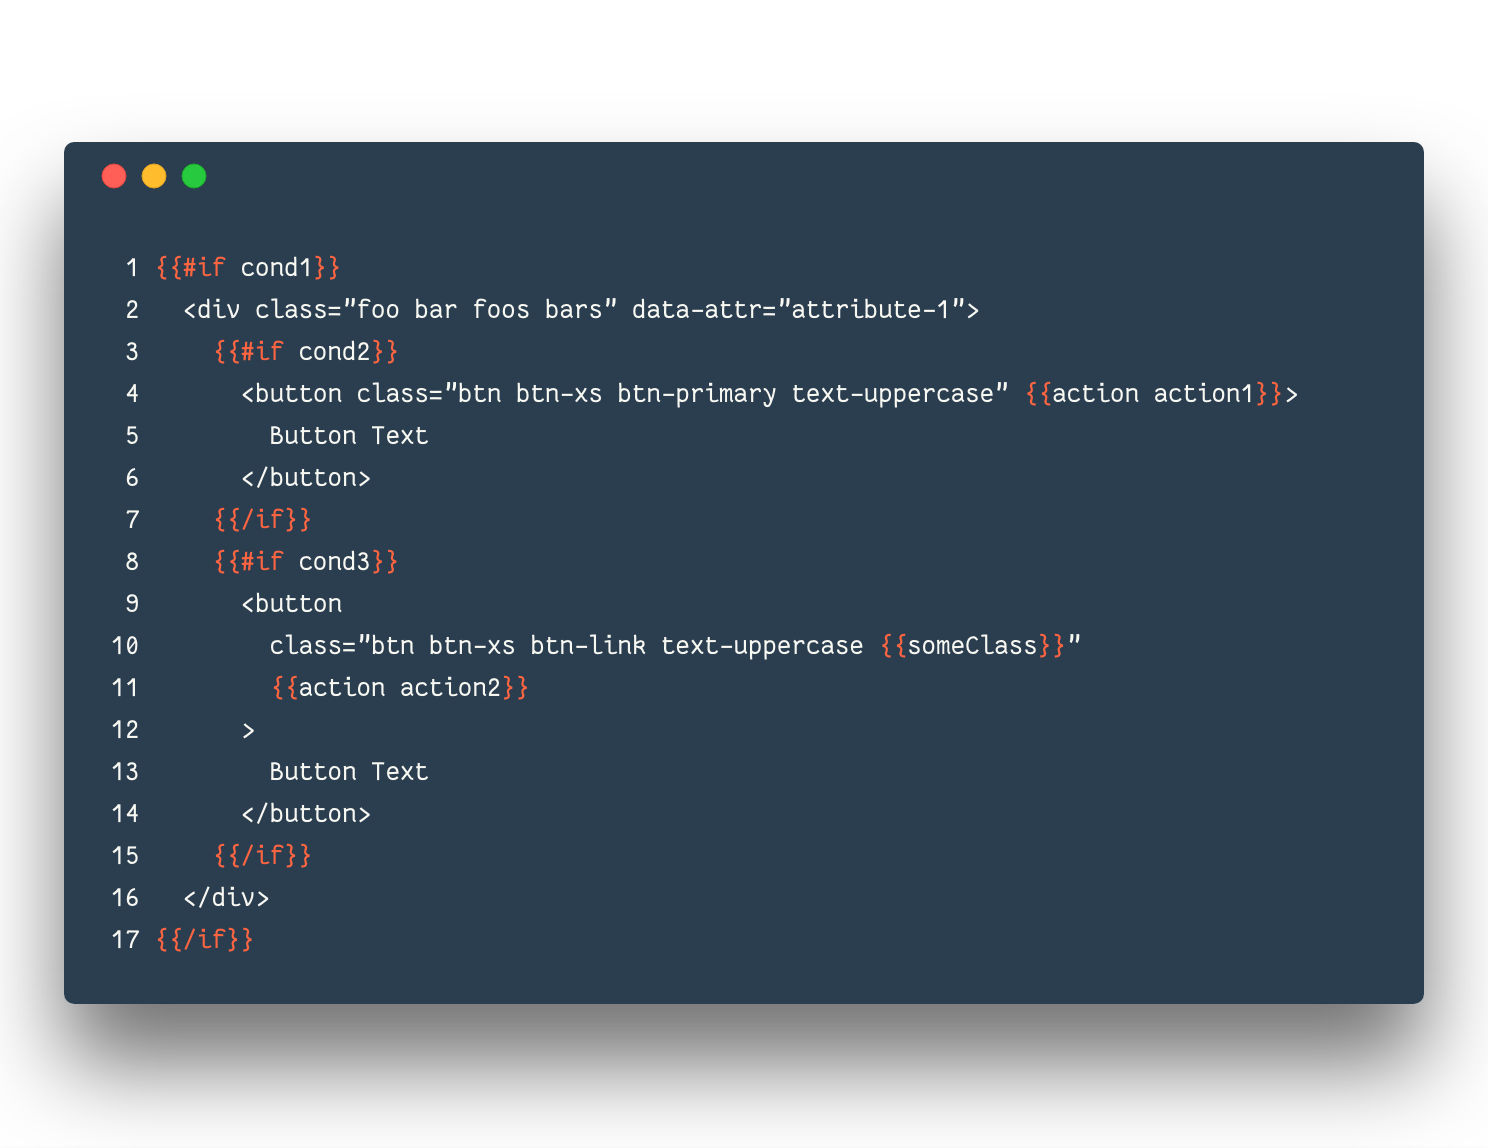 1 {{#if cond1}}
2   <div class="foo bar foos bars" data-attr="attribute-1">
3     {{#if cond2}}
4       <button class="btn btn-xs btn-primary text-uppercase" {{action action1}}>
5         Button Text
6       </button>
7     {{/if}}
8     {{#if cond3}}
9       <button
10         class="btn btn-xs btn-link text-uppercase {{someClass}}"
11         {{action action2}}
12       >
13         Button Text
14       </button>
15     {{/if}}
16   </div>
17 {{/if}}